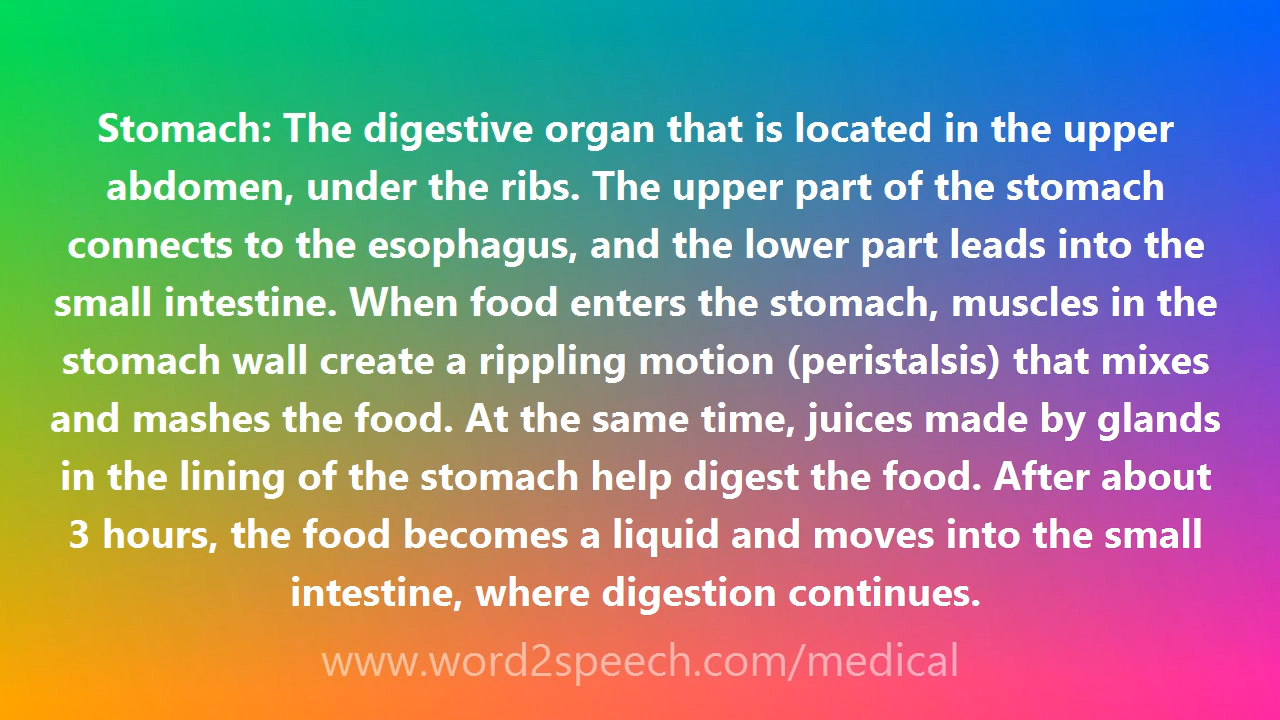 Stomach: The digestive organ that is located in the upper
abdomen, under the ribs. The upper part of the stomach
connects to the esophagus, and the lower part leads into the
small intestine. When food enters the stomach, muscles in the
stomach wall create a rippling motion (peristalsis) that mixes
and mashes the food. At the same time, juices made by glands
in the lining of the stomach help digest the food. After about
3 hours, the food becomes a liquid and moves into the small
intestine, where digestion continues.
www.word2speech.com/medical